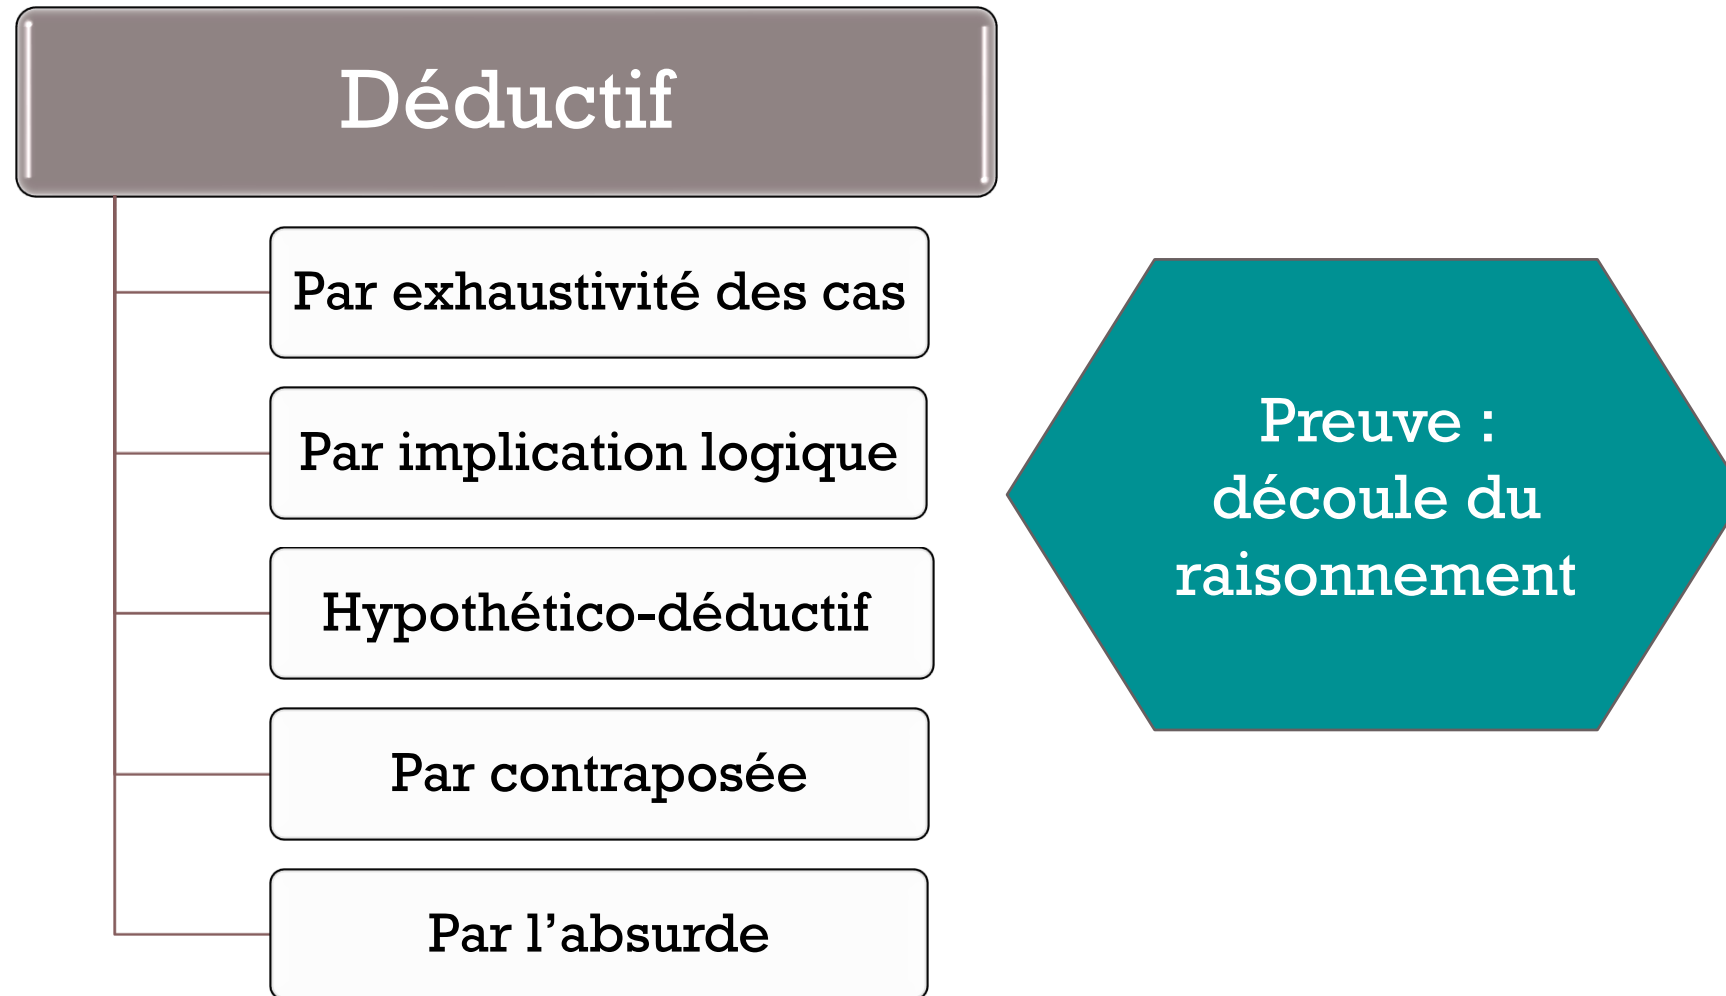 Déductif
Par exhaustivité des cas
Par implication logique
Hypothético-déductif
Par contraposée
Par l’absurde
Preuve :
découle du
raisonnement